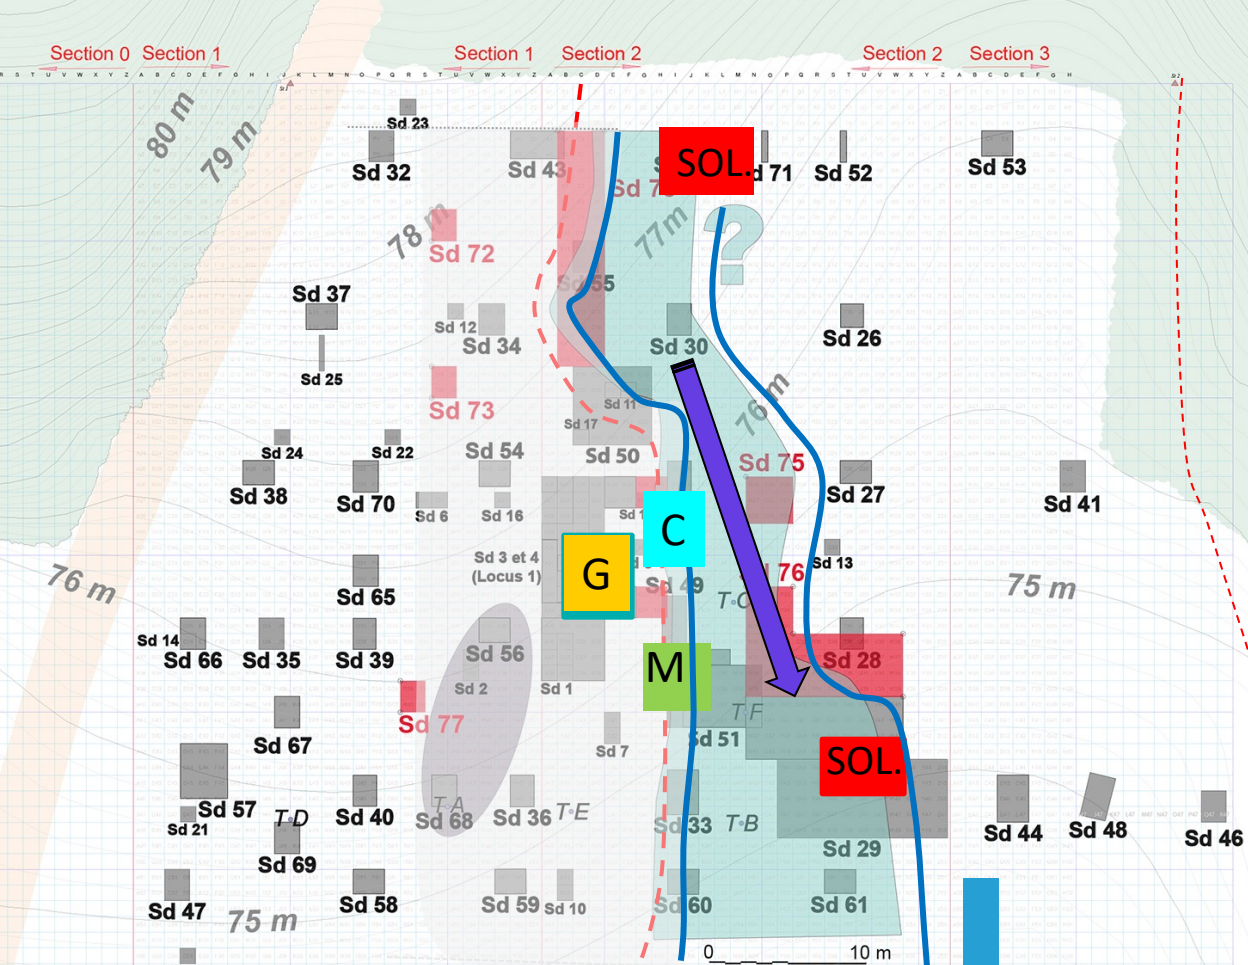 Section 0 Section 1 Section 1 Section 2 Section 2 Section 3
80 m
79 m
78 m
77m
76 m
Sd 23
Sd 32
Sd 43
SOL.
d 71
Sd 52
Sd 53
Sd 72
?
Sd 37
Sd 12
Sd 34
Sd 30
Sd 26
Sd 25
Sd 73
Sd 11
Sd 17
Sd 24
Sd 22
Sd 54
Sd 50
Sd 75
Sd 38
Sd 70
Sd 6
Sd 16
Sd 1
C
Sd 27
Sd 41
Sd 3 et 4
(Locus 1)
G
49
76
Sd 13
76 m
75 m
Sd 65
T C
Sd 14
Sd 66
Sd 35
Sd 39
Sd 56
Sd 2
Sd 1
M
Sd 28
Sd 77
T F
Sd 67
Sd 7
Sd 51
SOL.
Sd 57
Sd 21
T D
Sd 40
T A
Sd 68
Sd 36
T E
Sd 33
T B
Sd 29
Sd 44
Sd 48
Sd 46
Sd 69
Sd 47
75 m
Sd 58
Sd 59
Sd 10
Sd 60
Sd 61
0 10 m